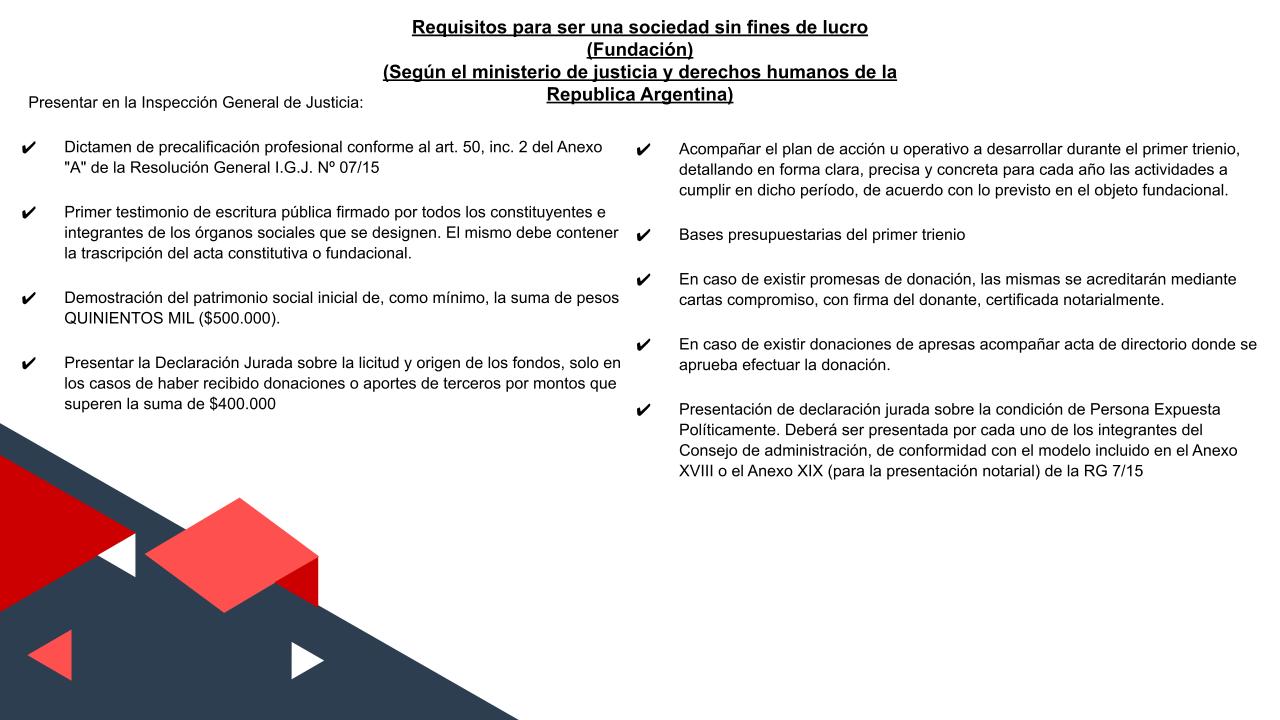 Requisitos para ser una sociedad sin fines de lucro
(Fundación)
(Según el ministerio de justicia y derechos humanos de la
Republica Argentina)
Presentar en la Inspección General de Justicia:
✔ Dictamen de precalificación profesional conforme al art. 50, inc. 2 del Anexo
"A" de la Resolución General I.G.J. Nº 07/15
✔ Primer testimonio de escritura pública firmado por todos los constituyentes e
integrantes de los órganos sociales que se designen. El mismo debe contener
la trascripción del acta constitutiva o fundacional.
✔ Demostración del patrimonio social inicial de, como mínimo, la suma de pesos
QUINIENTOS MIL ($500.000).
✔ Presentar la Declaración Jurada sobre la licitud y origen de los fondos, solo en
los casos de haber recibido donaciones o aportes de terceros por montos que
superen la suma de $400.000
✔ Acompañar el plan de acción u operativo a desarrollar durante el primer trienio,
detallando en forma clara, precisa y concreta para cada año las actividades a
cumplir en dicho período, de acuerdo con lo previsto en el objeto fundacional.
✔ Bases presupuestarias del primer trienio
✔ En caso de existir promesas de donación, las mismas se acreditarán mediante
cartas compromiso, con firma del donante, certificada notarialmente.
✔ En caso de existir donaciones de apresas acompañar acta de directorio donde se
aprueba efectuar la donación.
✔ Presentación de declaración jurada sobre la condición de Persona Expuesta
Políticamente. Deberá ser presentada por cada uno de los integrantes del
Consejo de administración, de conformidad con el modelo incluido en el Anexo
XVIII o el Anexo XIX (para la presentación notarial) de la RG 7/15